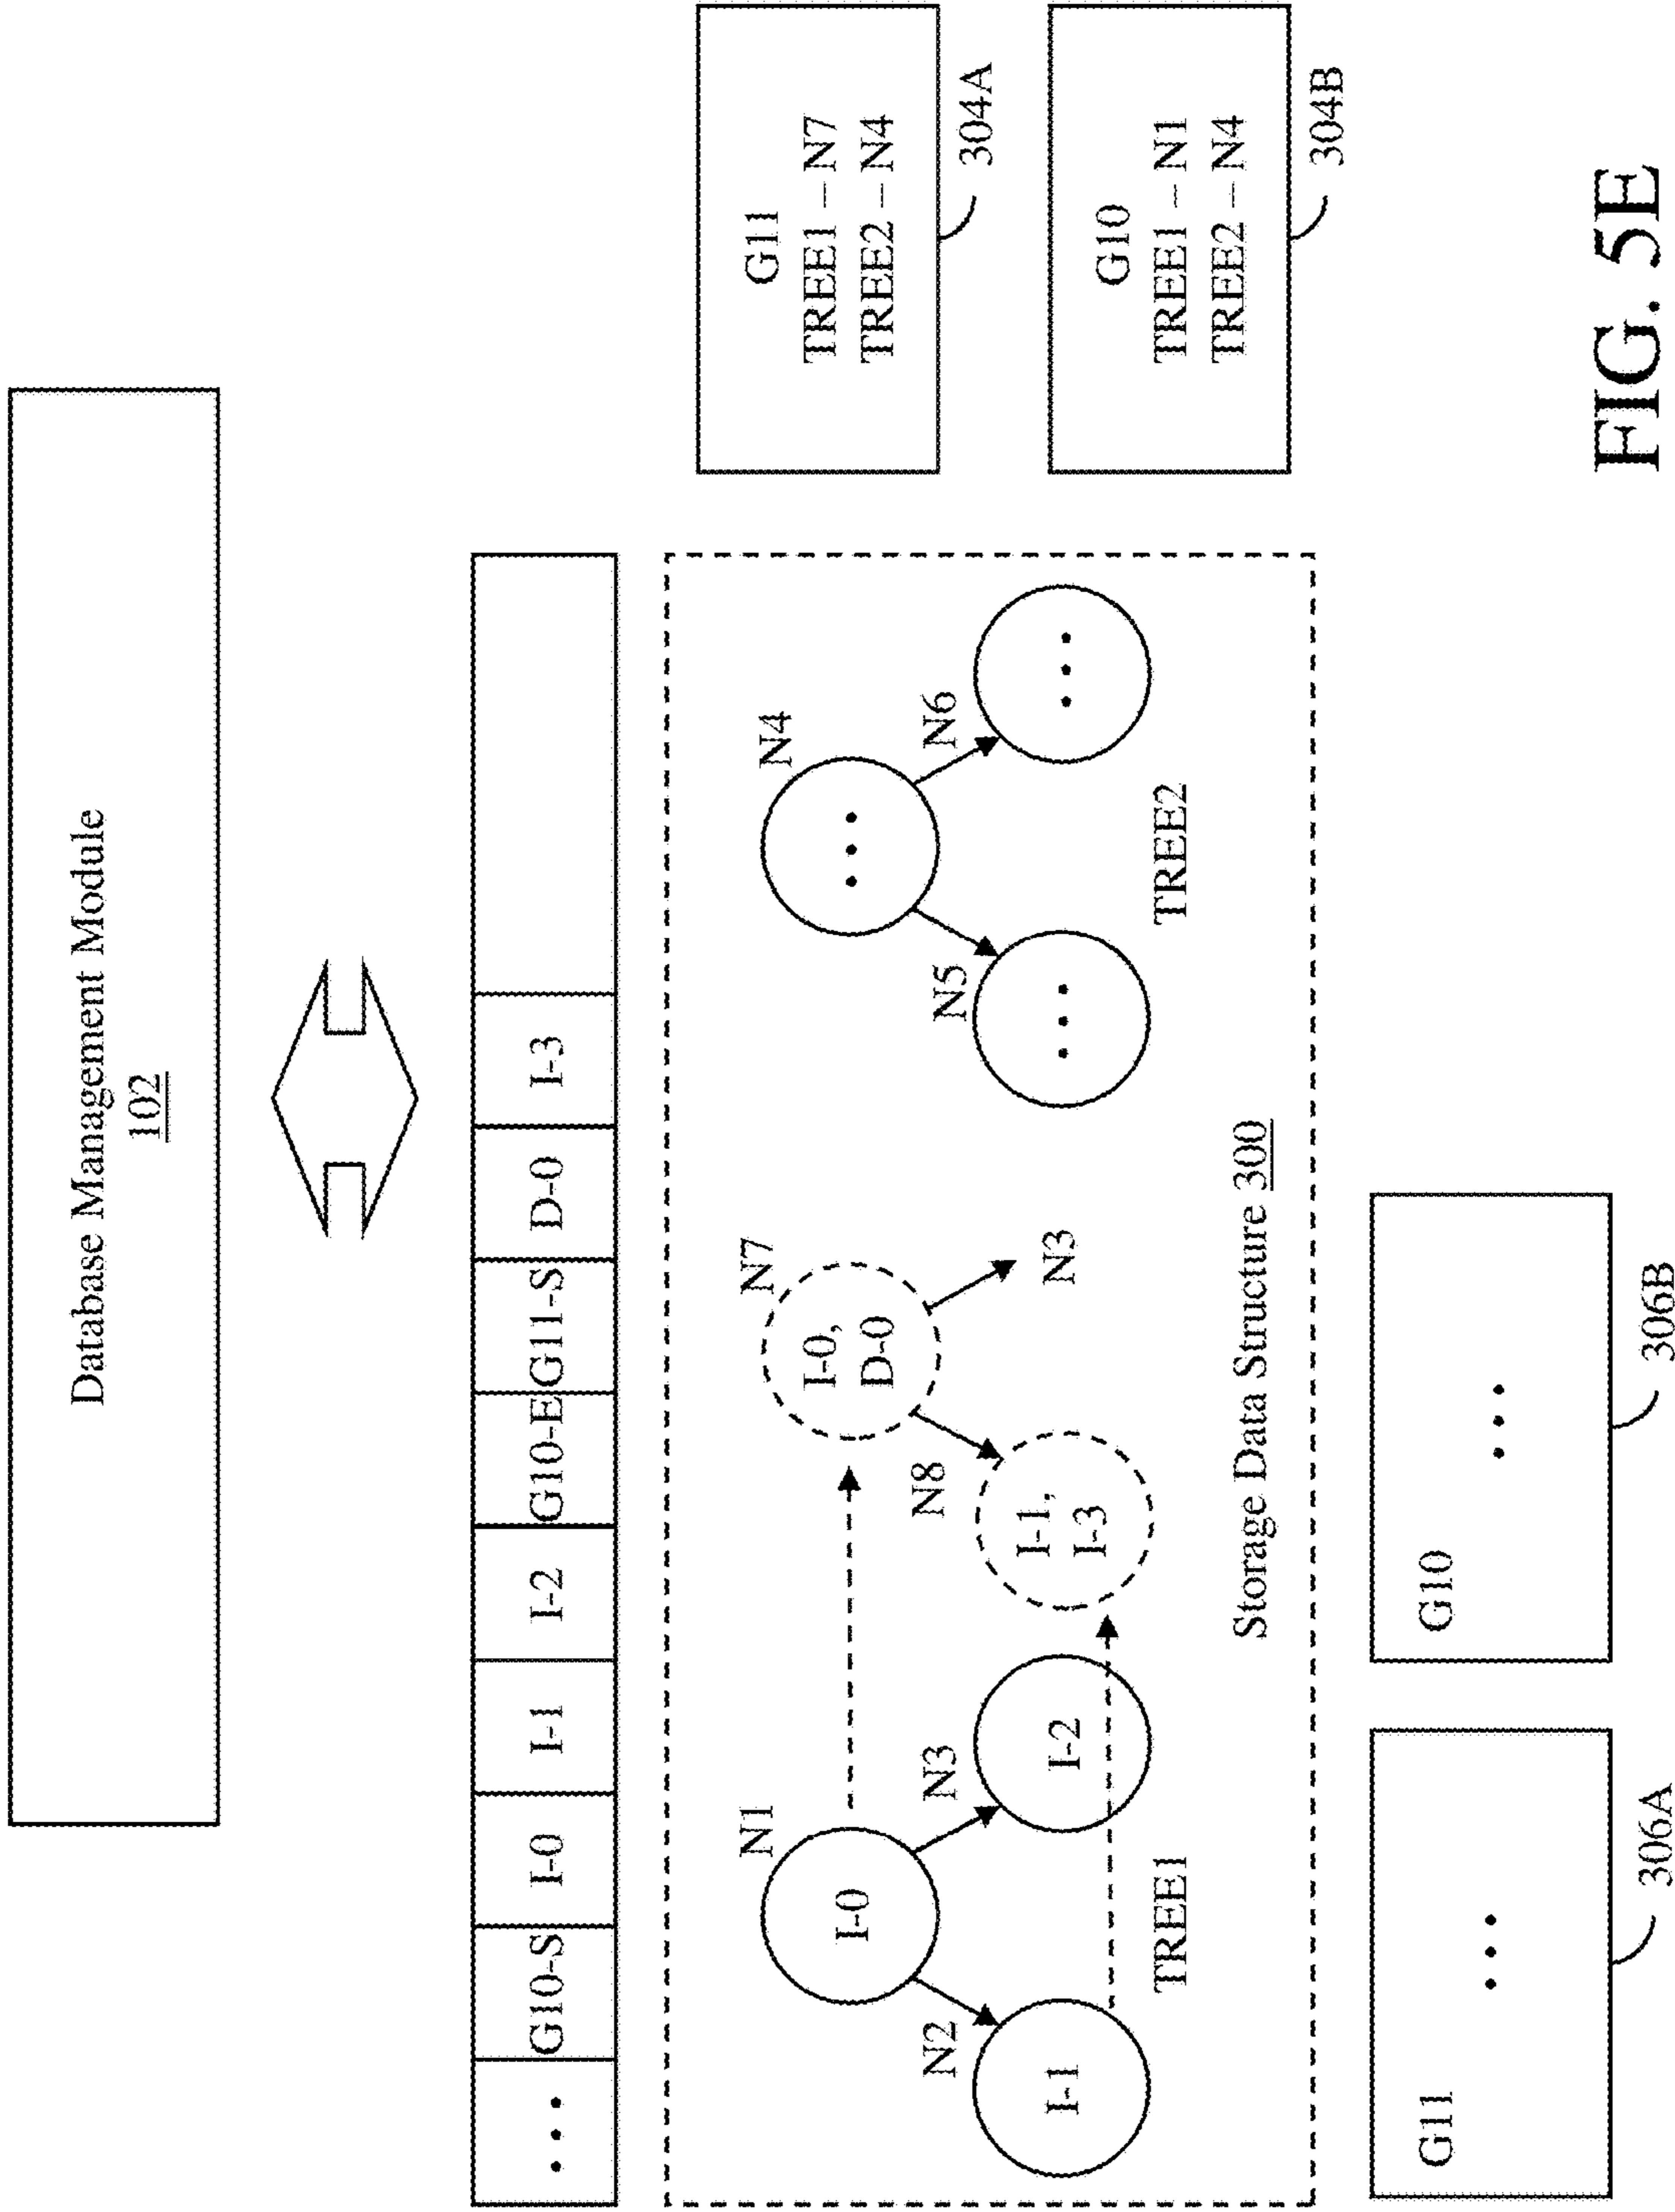 Database Management Module
102
• • •
G10-S
I-0
I-1
I-2
G10-E
G11-S
D-0
I-3
N1
I-0
N2
N3
I-1
I-2
TREE1
N7
I-0,
D-0
N8
N3
I-1,
I-3
N4
• • •
N5
N6
• • •
• • •
TREE2
Storage Data Structure 300
G11
TREE1 – N7
TREE2 – N4
304A
G10
TREE1 – N1
TREE2 – N4
304B
G11
• • •
306A
G10
• • •
306B
FIG. 5E